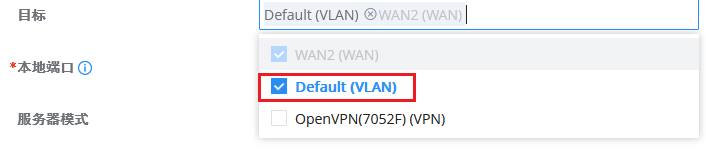 目标
Default (VLAN) WAN2 (WAN)
WAN2 (WAN)
*本地端口
Default (VLAN)
服务器模式
OpenVPN(7052F) (VPN)